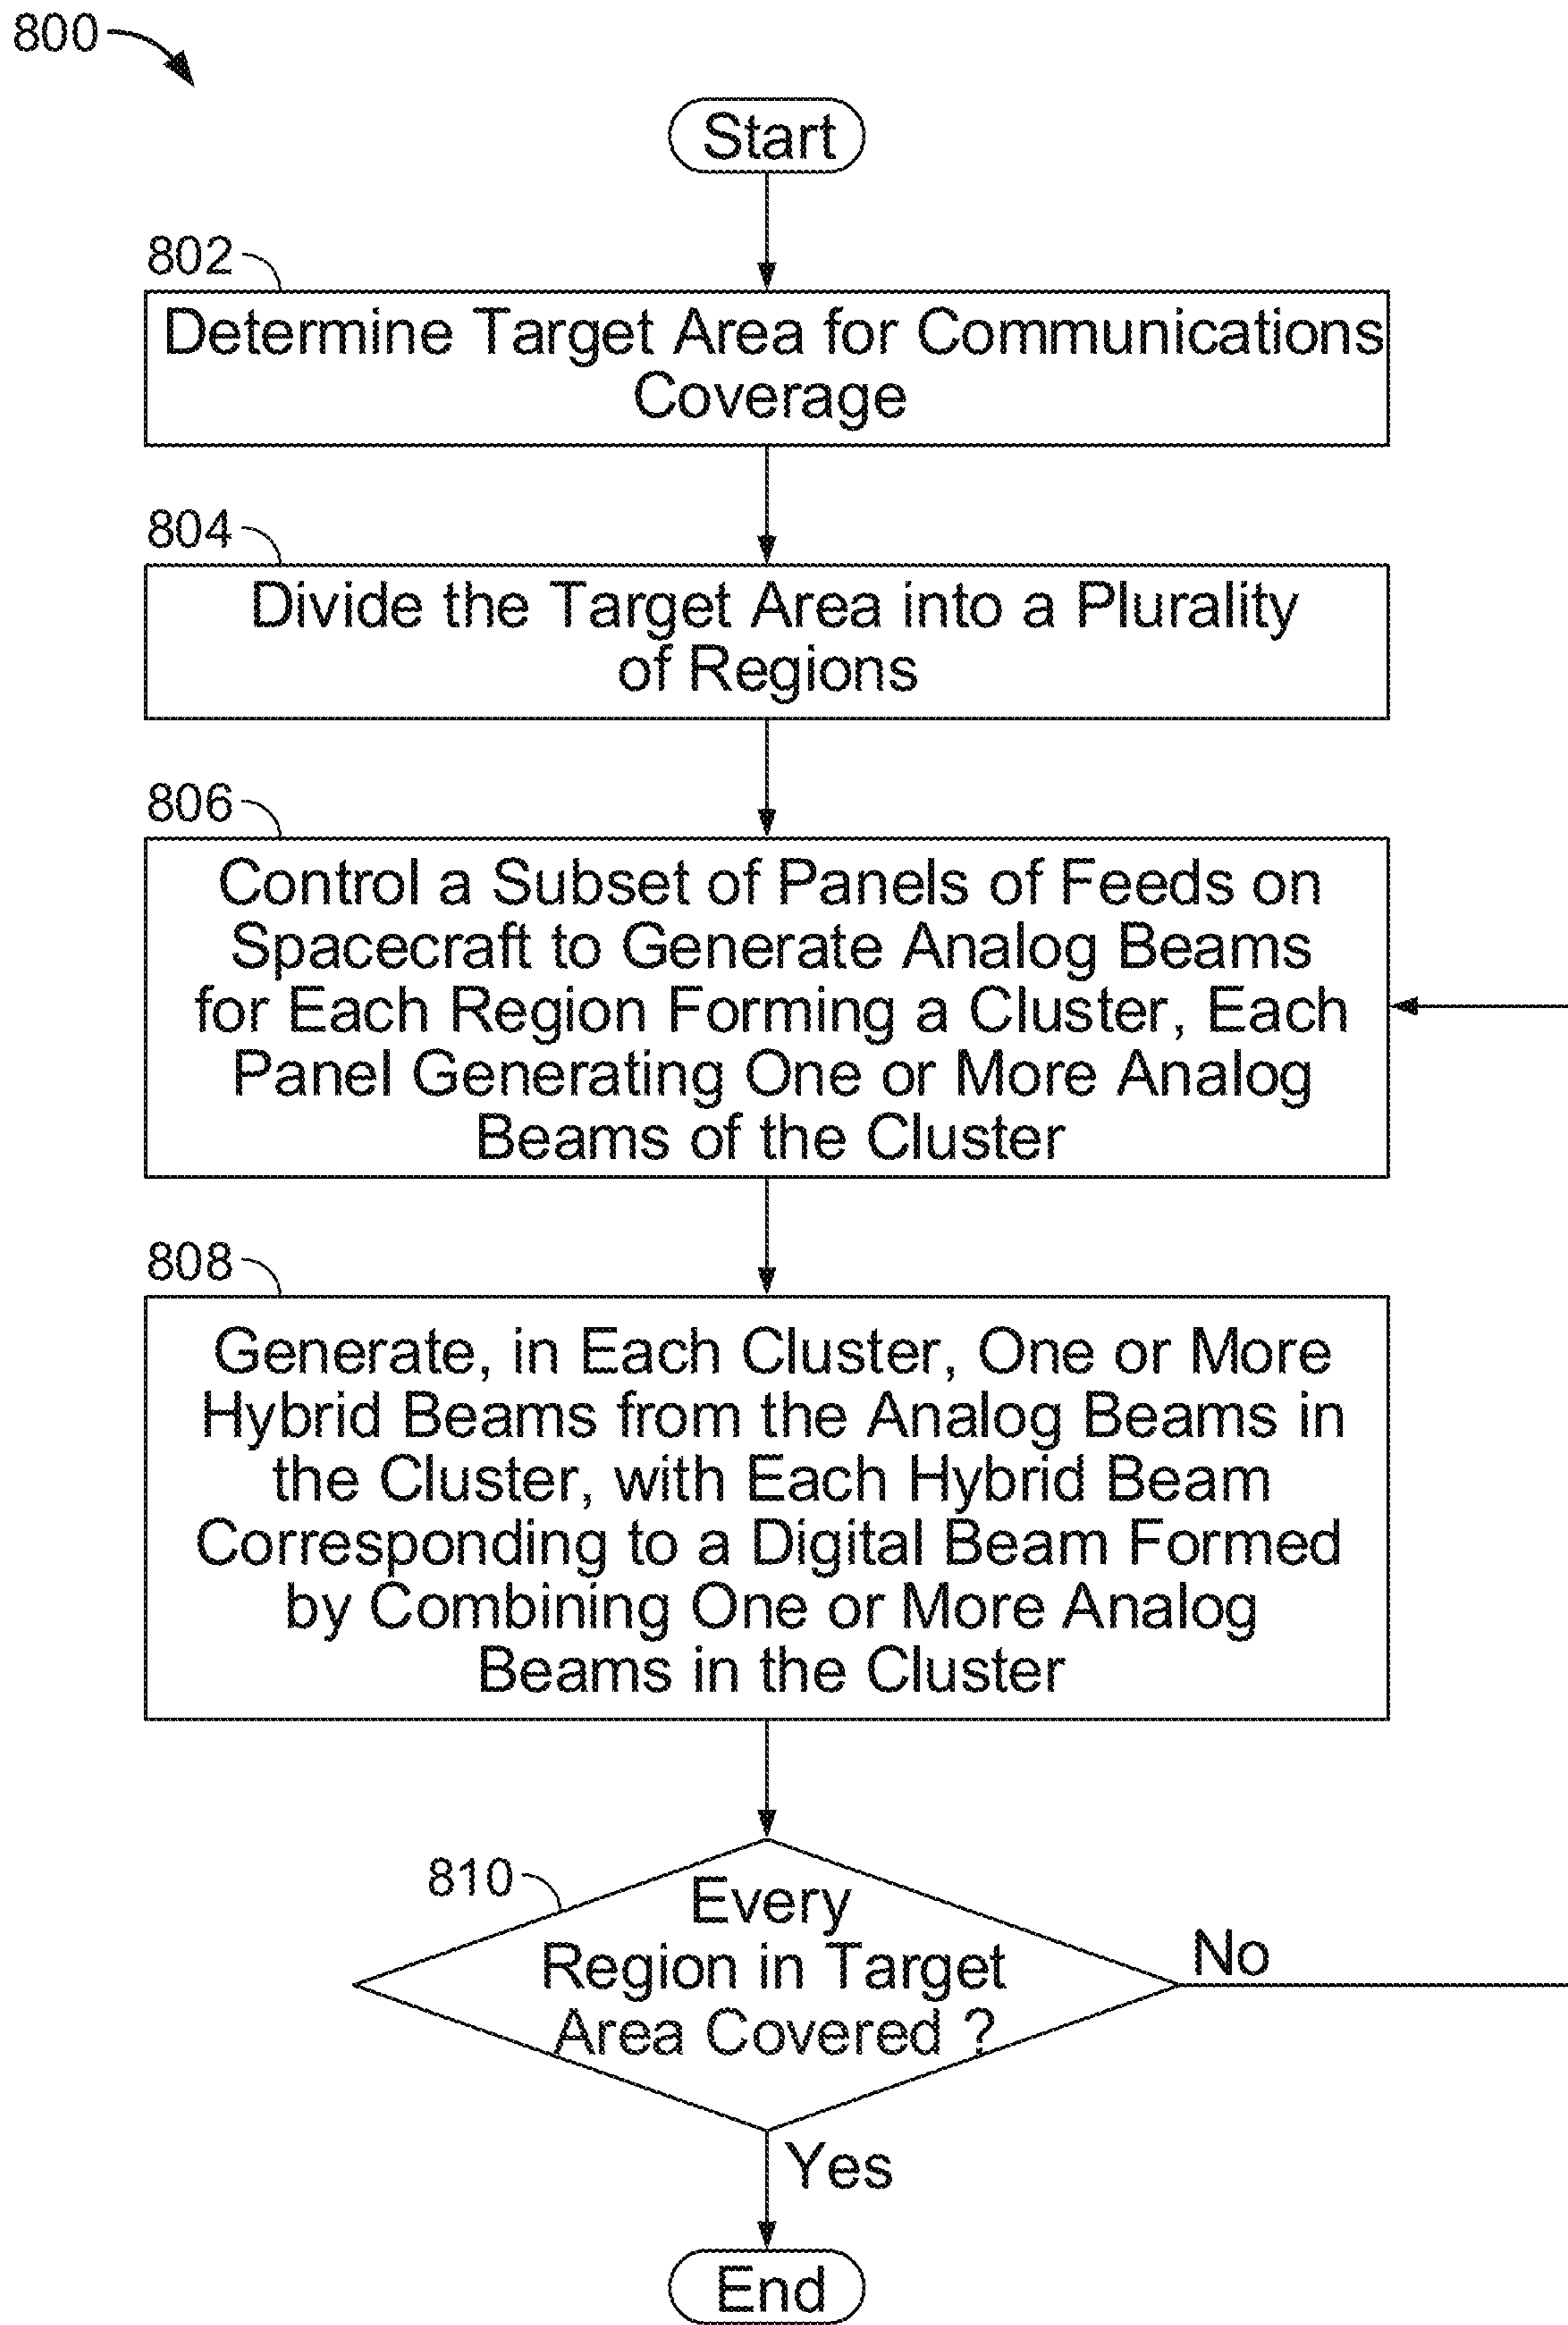 800
Start
802
Determine Target Area for Communications
Coverage
804
Divide the Target Area into a Plurality
of Regions
806
Control a Subset of Panels of Feeds on
Spacecraft to Generate Analog Beams
for Each Region Forming a Cluster, Each
Panel Generating One or More Analog
Beams of the Cluster
808
Generate, in Each Cluster, One or More
Hybrid Beams from the Analog Beams in
the Cluster, with Each Hybrid Beam
Corresponding to a Digital Beam Formed
by Combining One or More Analog
Beams in the Cluster
810
Every
Region in Target
Area Covered ?
No
Yes
End